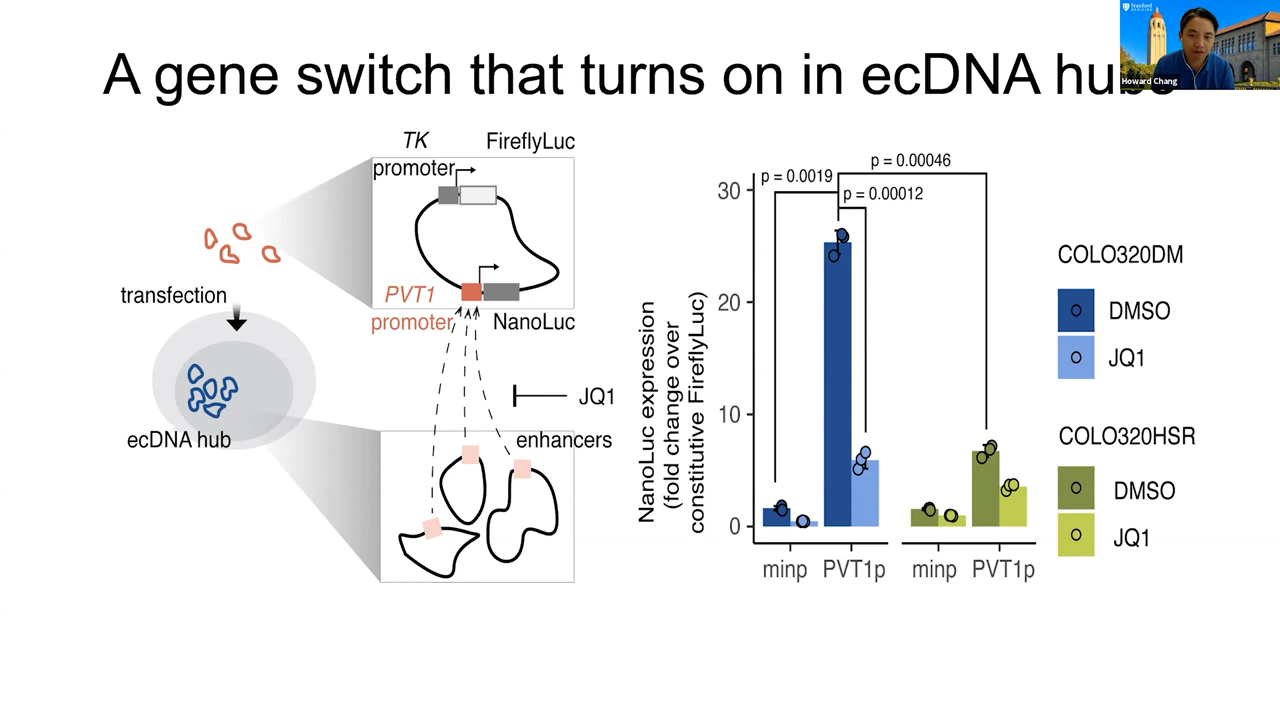 A gene switch that turns on in ecDNA hubs
Stanford
MEDICINE
Howard Chang
TK
promoter
FireflyLuc
transfection
PVT1
promoter
NanoLuc
ecDNA hub
JQ1
enhancers
NanoLuc expression
(fold change over
constitutive FireflyLuc)
30
20
10
0
p = 0.0019
p = 0.00046
p = 0.00012
minp
PVT1p
minp
PVT1p
COLO320DM
DMSO
JQ1
COLO320HSR
DMSO
JQ1